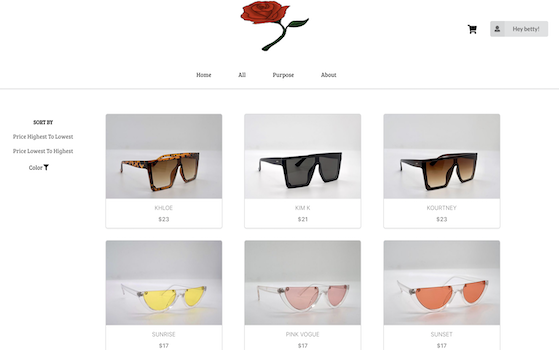 Hey betty!
Home All Purpose About
SORT BY
Price Highest To Lowest
Price Lowest To Highest
Color
KHLOE
$23
KIM K
$21
KOURTNEY
$23
SUNRISE
$17
PINK VOGUE
$17
SUNSET
$17